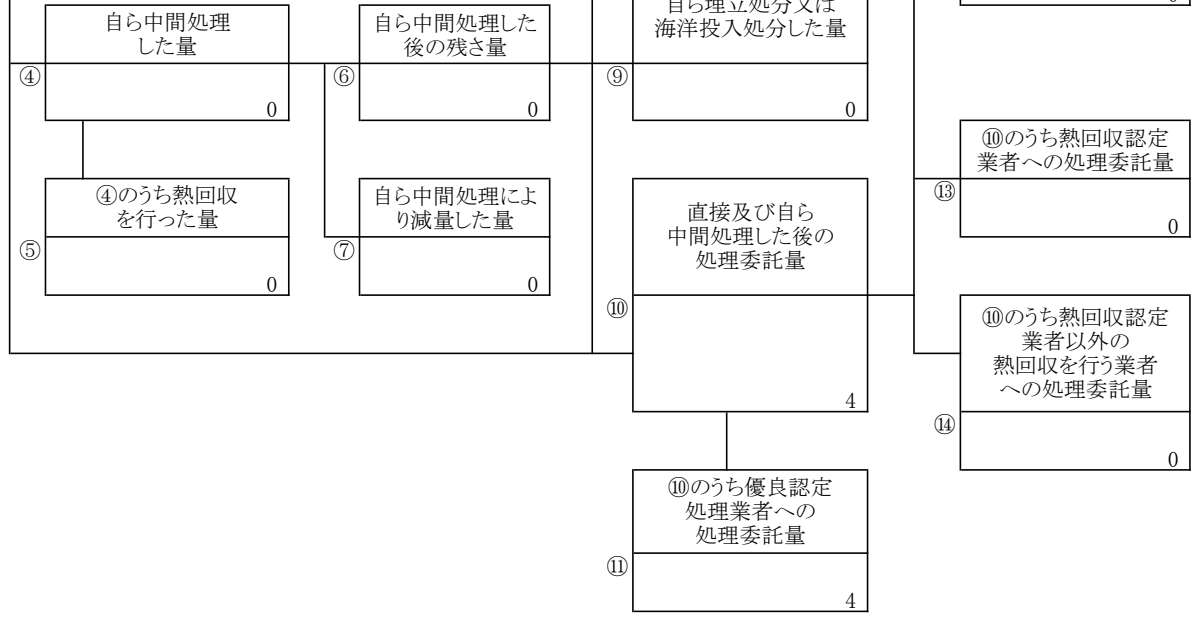 自ら中間処理
した量
④
0
自ら中間処理した
後の残さ量
⑥
0
自ら埋立処分又は
海洋投入処分した量
⑨
0
④のうち熱回収
を行った量
⑤
0
自ら中間処理によ
り減量した量
⑦
0
直接及び自ら
中間処理した後の
処理委託量
⑩
4
⑩のうち優良認定
処理業者への
処理委託量
⑪
4
⑩のうち熱回収認定
業者への処理委託量
⑬
0
⑩のうち熱回収認定
業者以外の
熱回収を行う業者
への処理委託量
⑭
0